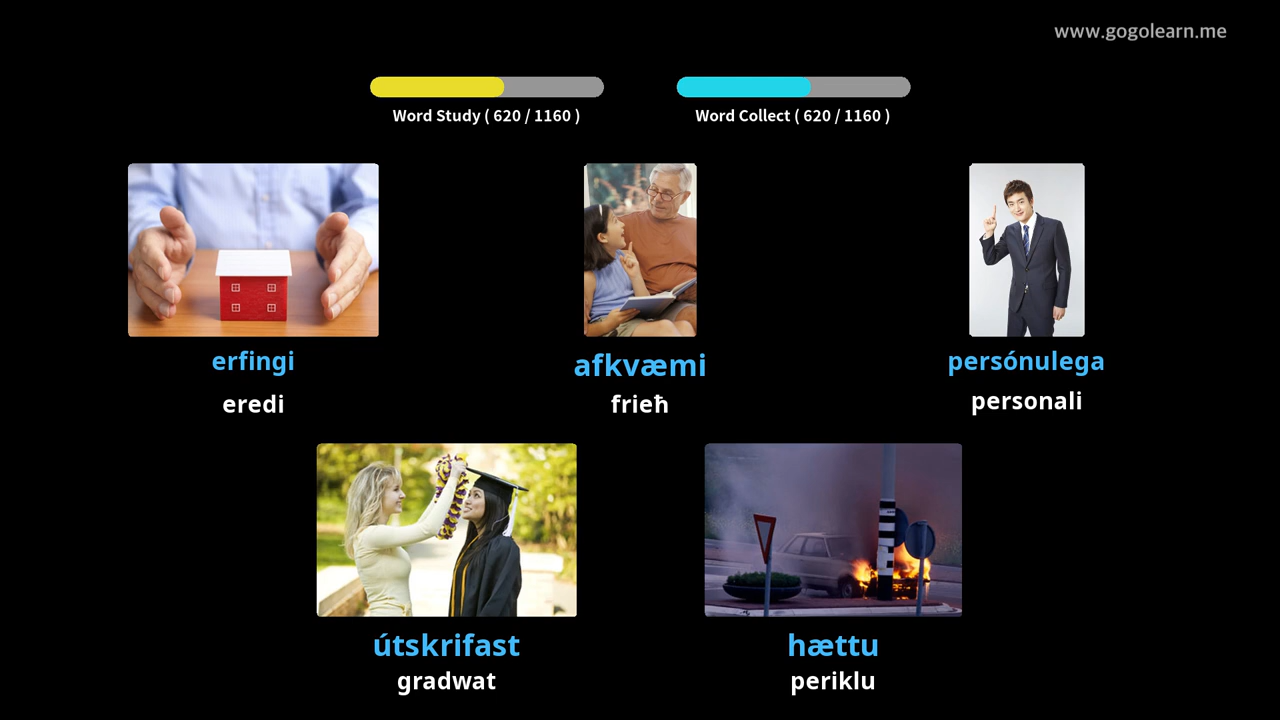 www.gogolearn.me
Word Study ( 620 / 1160 )
Word Collect ( 620 / 1160 )
erfingi
eredi
afkvæmi
frieħ
persónulega
personali
útskrifast
gradwat
hættu
periklu